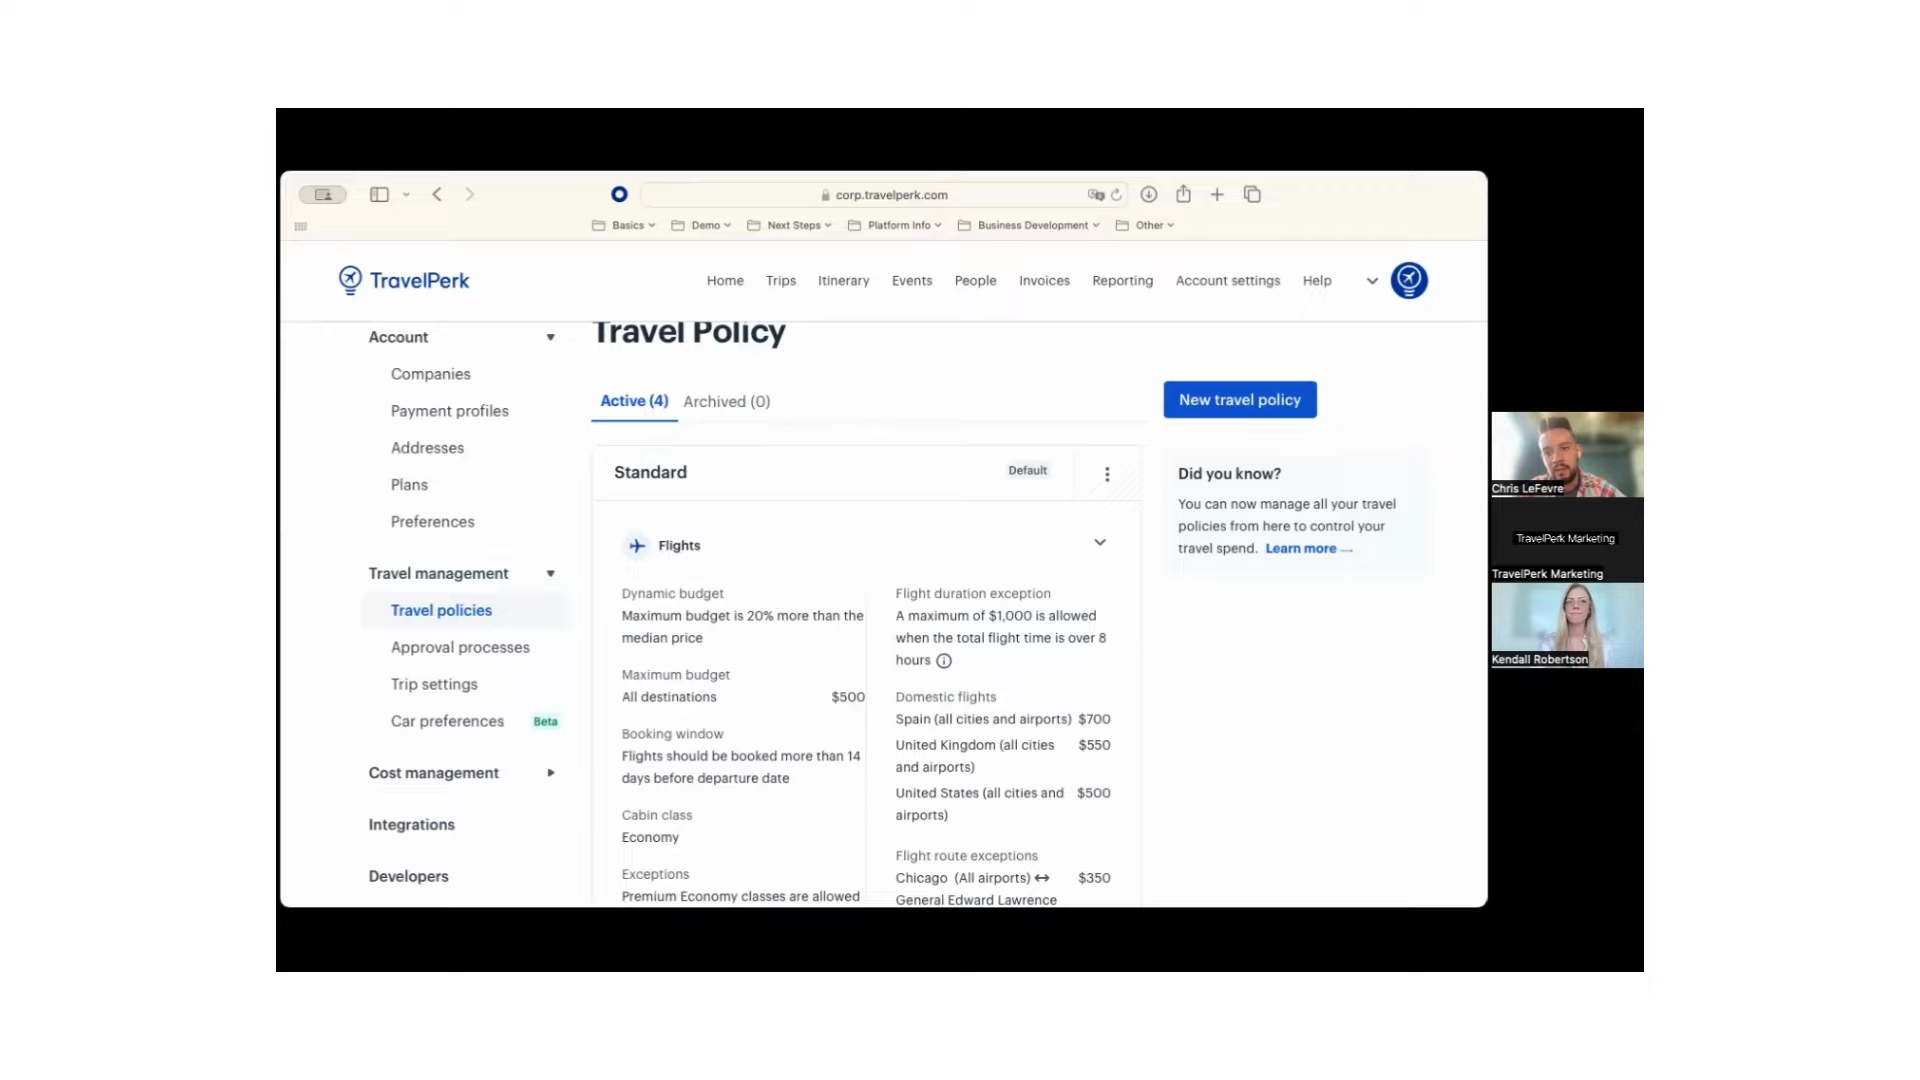 corp.travelperk.com
Basics
Demo
Next Steps
Platform Info
Business Development
Other
TravelPerk
Home
Trips
Itinerary
Events
People
Invoices
Reporting
Account settings
Help
Account
Companies
Payment profiles
Addresses
Plans
Preferences
Travel management
Travel policies
Approval processes
Trip settings
Car preferences Beta
Cost management
Integrations
Developers
Travel Policy
Active (4)
Archived (0)
New travel policy
Standard
Default
Flights
Dynamic budget
Maximum budget is 20% more than the
median price
Maximum budget
All destinations $500
Booking window
Flights should be booked more than 14
days before departure date
Cabin class
Economy
Exceptions
Premium Economy classes are allowed
Flight duration exception
A maximum of $1,000 is allowed
when the total flight time is over 8
hours
Domestic flights
Spain (all cities and airports) $700
United Kingdom (all cities $550
and airports)
United States (all cities and $500
airports)
Flight route exceptions
Chicago (All airports) ↔ $350
General Edward Lawrence
Did you know?
You can now manage all your travel
policies from here to control your
travel spend. Learn more
Chris LeFevre
TravelPerk Marketing
TravelPerk Marketing
Kendall Robertson